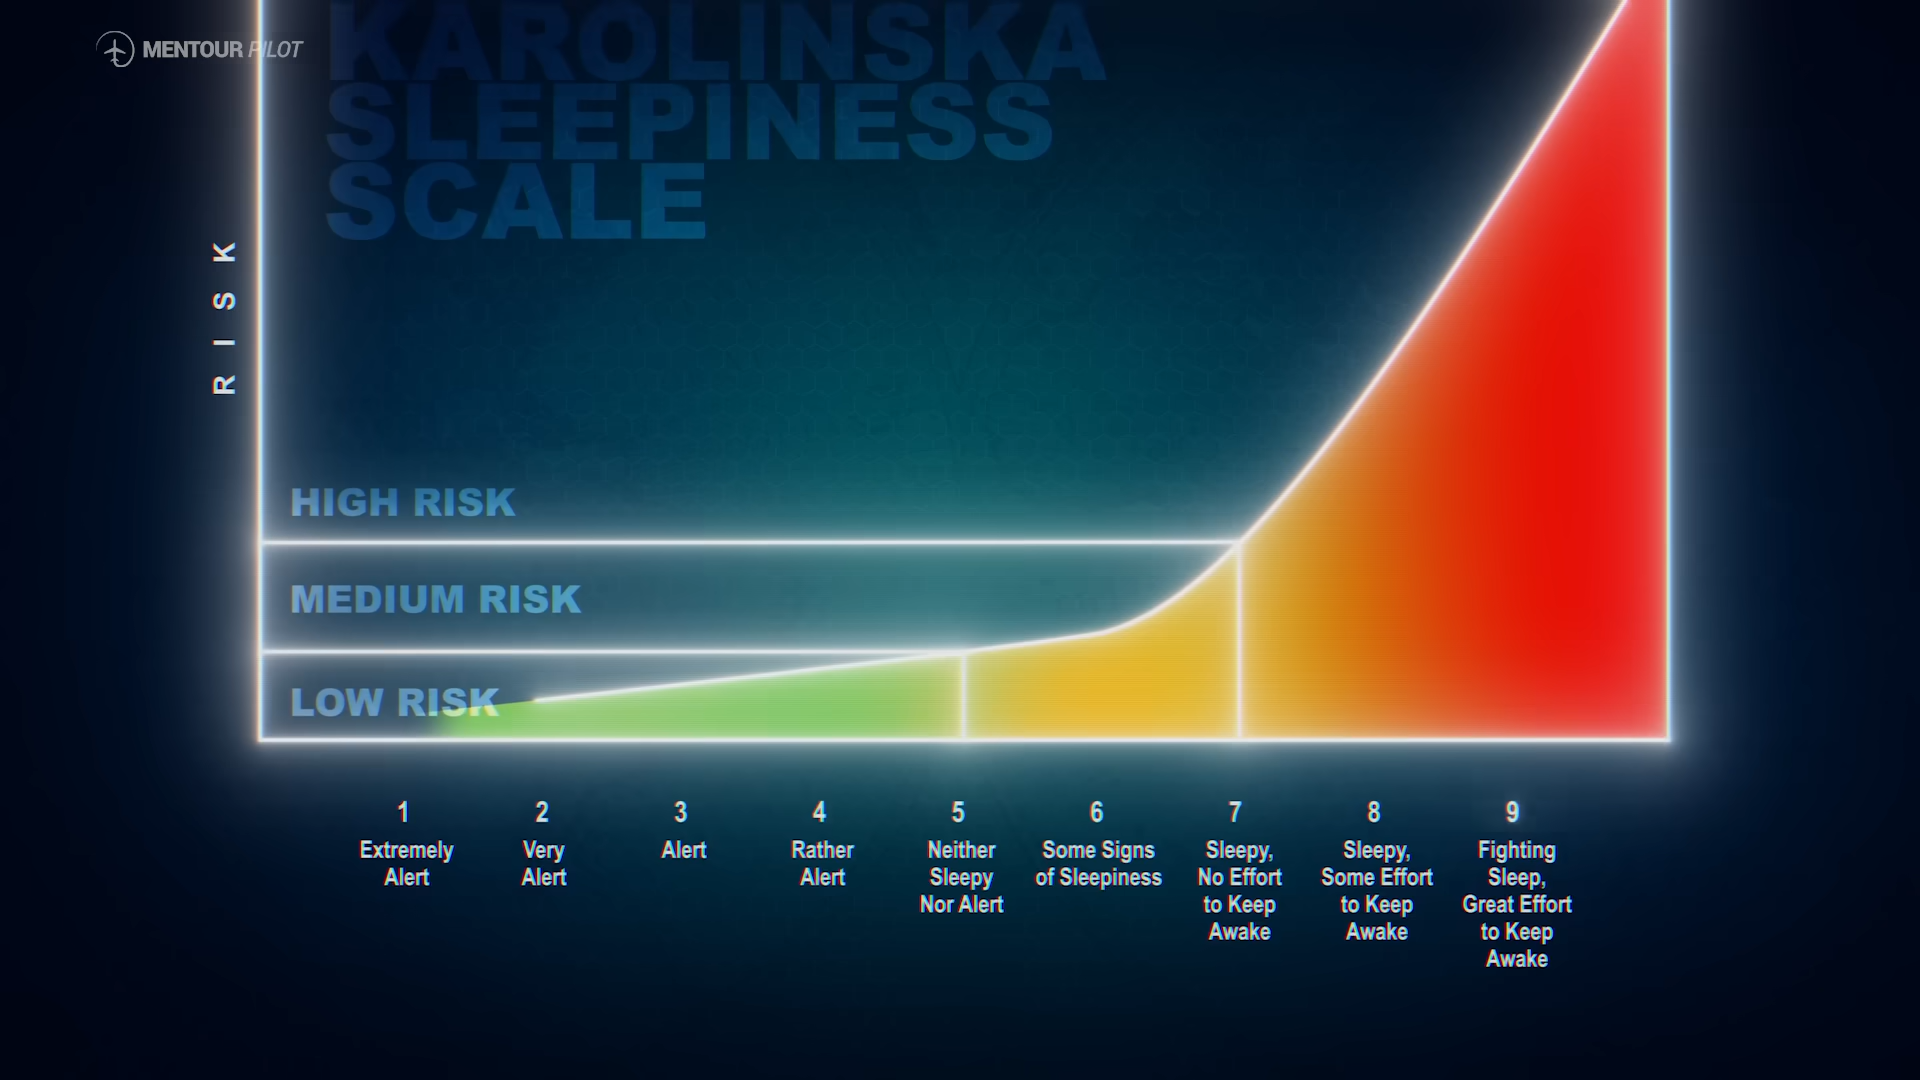 MENTOUR PILOT
KAROLINSKA
SLEEPINESS
SCALE
RISK
HIGH RISK
MEDIUM RISK
LOW RISK
1
Extremely
Alert
2
Very
Alert
3
Alert
4
Rather
Alert
5
Neither
Sleepy
Nor Alert
6
Some Signs
of Sleepiness
7
Sleepy,
No Effort
to Keep
Awake
8
Sleepy,
Some Effort
to Keep
Awake
9
Fighting
Sleep,
Great Effort
to Keep
Awake